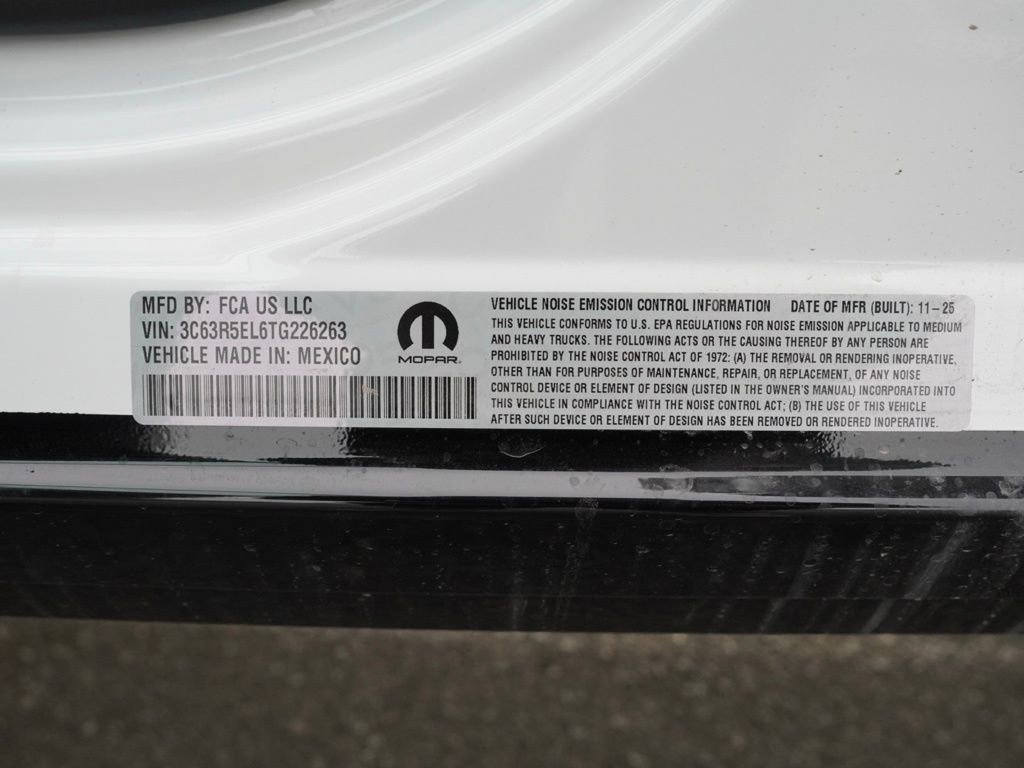 MFD BY: FCA US LLC
VIN: 3C63R5EL6TG226263
VEHICLE MADE IN: MEXICO
MOPAR
VEHICLE NOISE EMISSION CONTROL INFORMATION DATE OF MFR (BUILT): 11-25
THIS VEHICLE CONFORMS TO U.S. EPA REGULATIONS FOR NOISE EMISSION APPLICABLE TO MEDIUM
AND HEAVY TRUCKS. THE FOLLOWING ACTS OR THE CAUSING THEREOF BY ANY PERSON ARE
PROHIBITED BY THE NOISE CONTROL ACT OF 1972: (A) THE REMOVAL OR RENDERING INOPERATIVE,
OTHER THAN FOR PURPOSES OF MAINTENANCE, REPAIR, OR REPLACEMENT, OF ANY NOISE
CONTROL DEVICE OR ELEMENT OF DESIGN (LISTED IN THE OWNER'S MANUAL) INCORPORATED INTO
THIS VEHICLE IN COMPLIANCE WITH THE NOISE CONTROL ACT; (B) THE USE OF THIS VEHICLE
AFTER SUCH DEVICE OR ELEMENT OF DESIGN HAS BEEN REMOVED OR RENDERED INOPERATIVE.